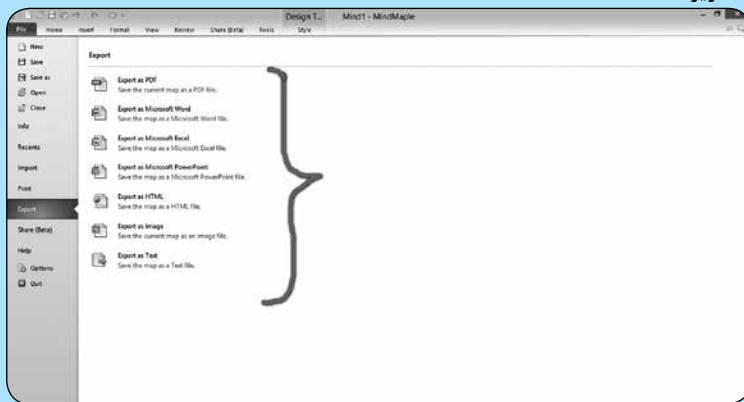 Design T... Mind1 - MindMaple
File Home Insert Format View Review Share (Beta) Tools Style
New
Save
Save as
Open
Close
Info
Recents
Import
Print
Export
Share (Beta)
Help
Options
Quit
Export
Export as PDF
Save the current map as a PDF file.
Export as Microsoft Word
Save the map as a Microsoft Word file.
Export as Microsoft Excel
Save the map as a Microsoft Excel file.
Export as Microsoft PowerPoint
Save the map as a Microsoft PowerPoint file.
Export as HTML
Save the map as a HTML file.
Export as Image
Save the current map as an image file.
Export as Text
Save the map as a Text file.